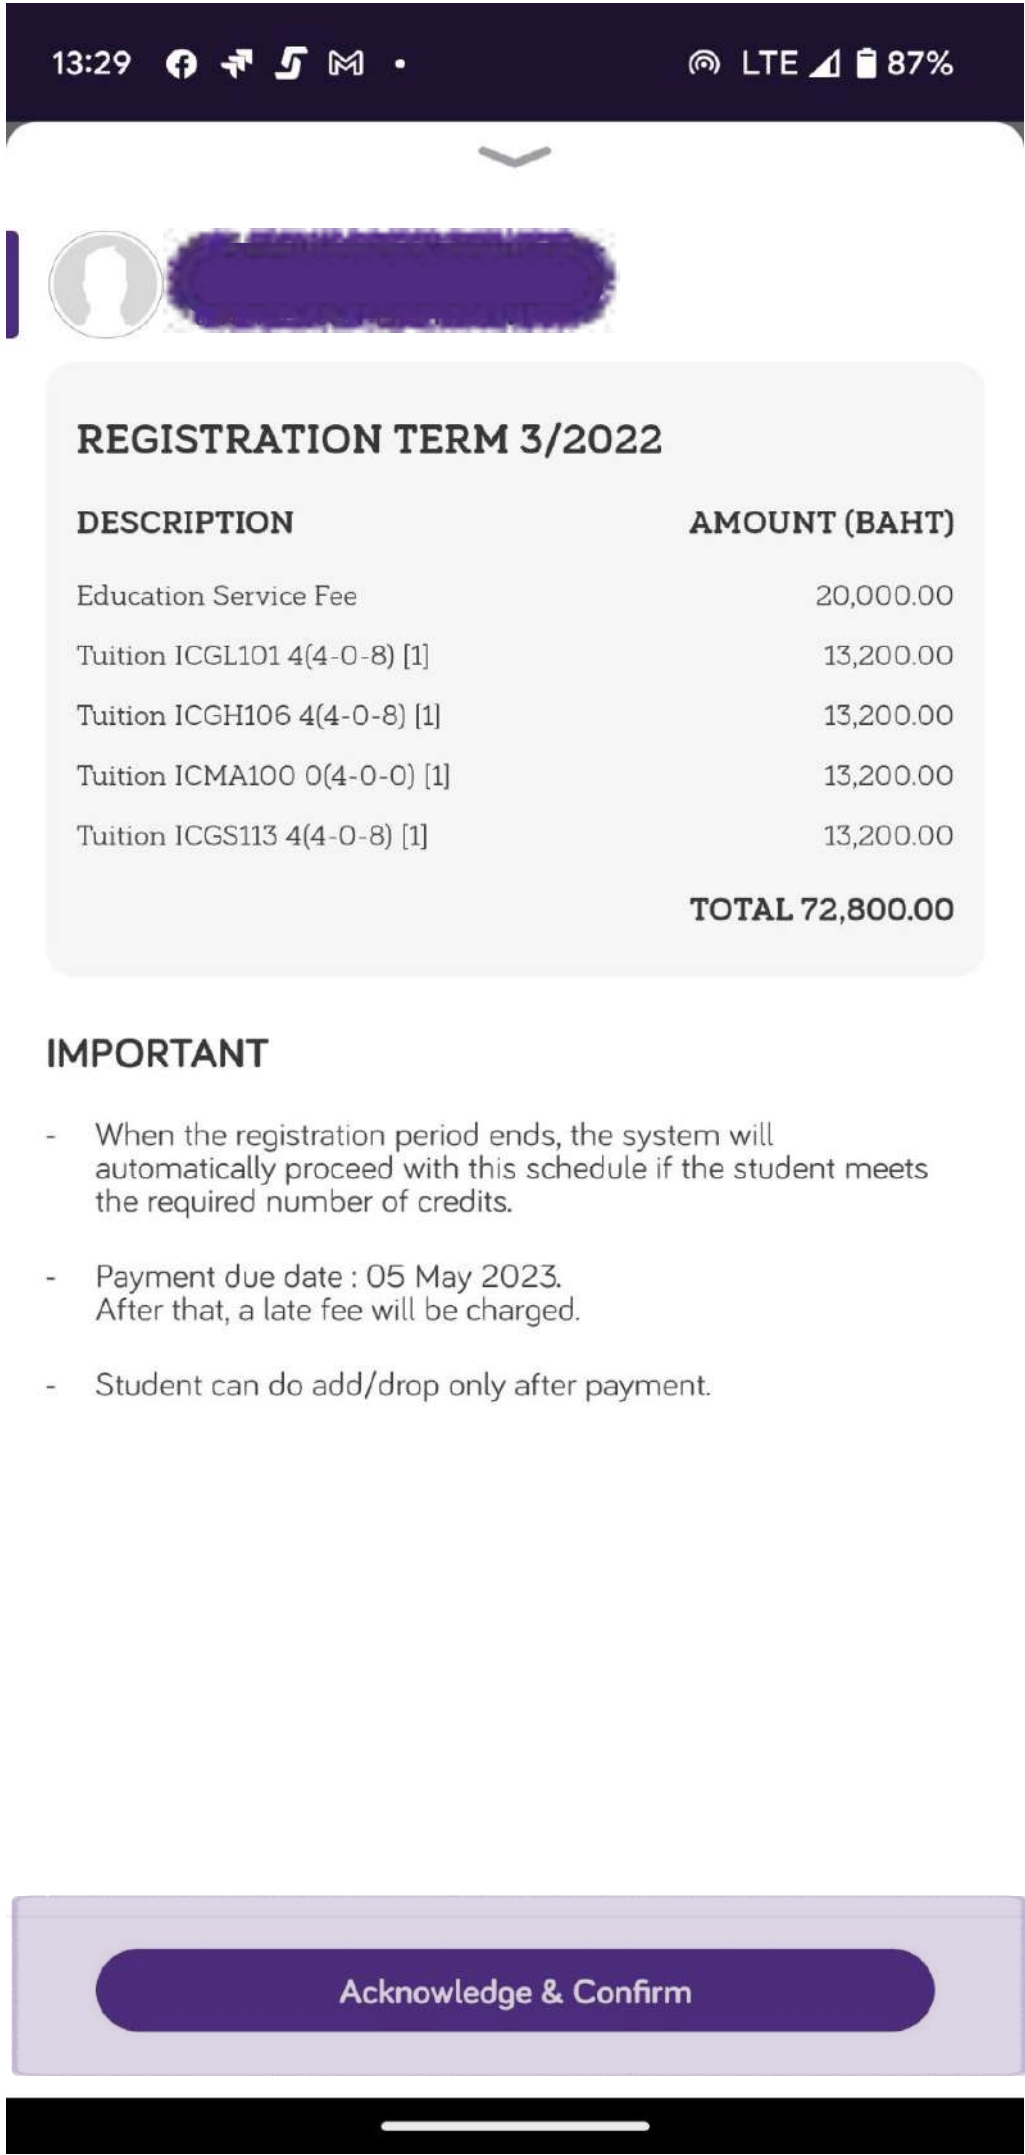 13:29 LTE 87%
REGISTRATION TERM 3/2022
DESCRIPTION AMOUNT (BAHT)
Education Service Fee 20,000.00
Tuition ICGL101 4(4-0-8) [1] 13,200.00
Tuition ICGH106 4(4-0-8) [1] 13,200.00
Tuition ICMA100 0(4-0-0) [1] 13,200.00
Tuition ICGS113 4(4-0-8) [1] 13,200.00
TOTAL 72,800.00
IMPORTANT
- When the registration period ends, the system will
automatically proceed with this schedule if the student meets
the required number of credits.
- Payment due date : 05 May 2023.
After that, a late fee will be charged.
- Student can do add/drop only after payment.
Acknowledge & Confirm